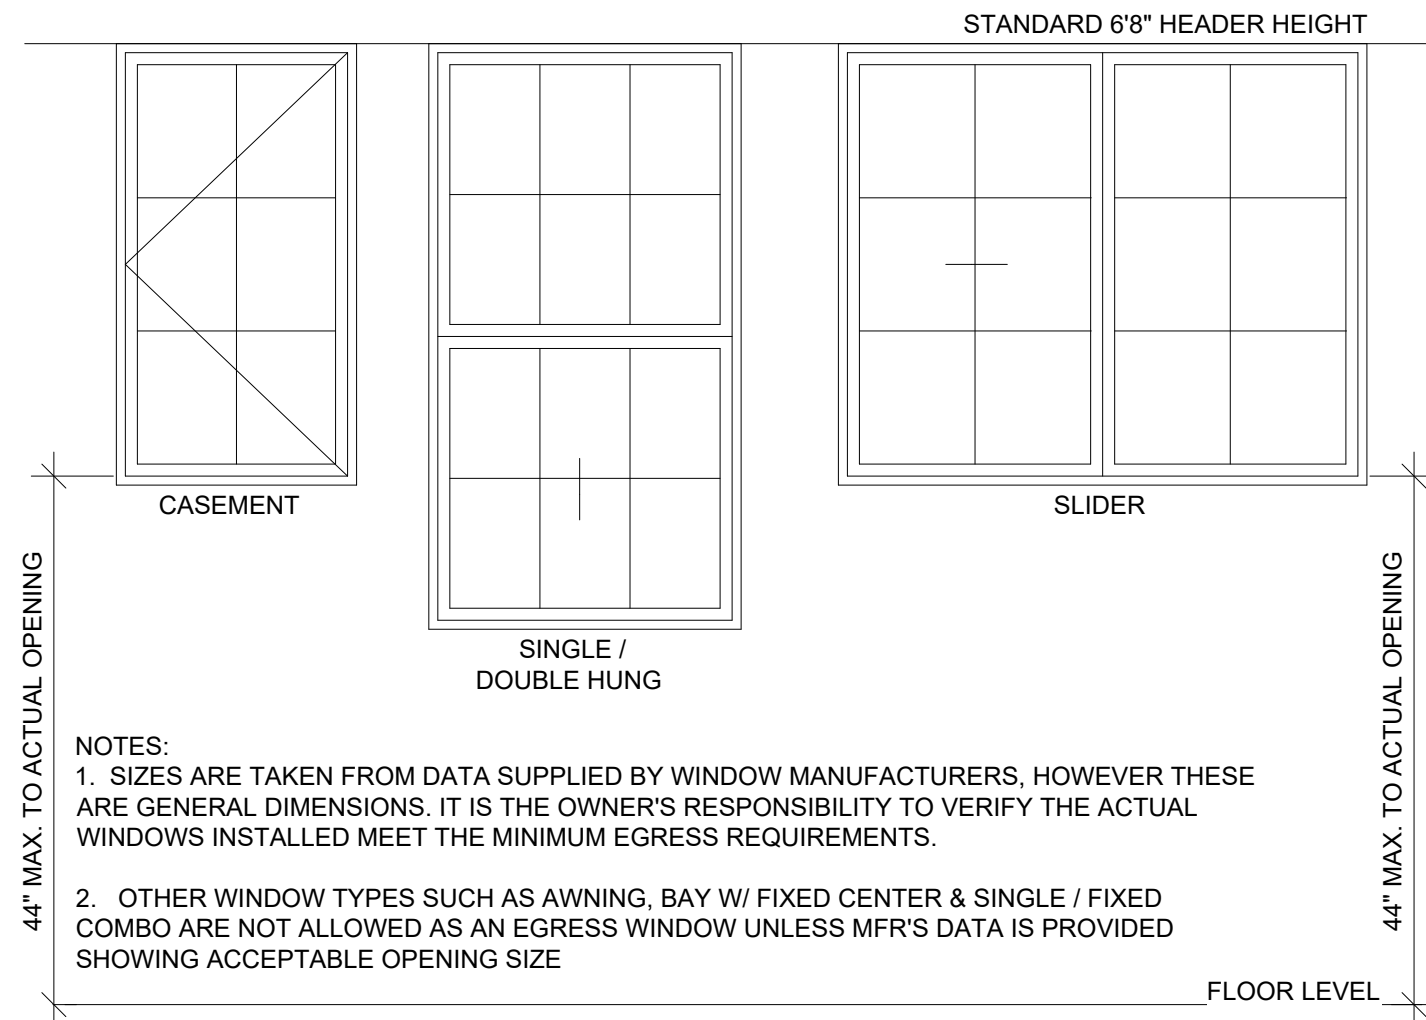 STANDARD 6'8" HEADER HEIGHT
CASEMENT
SLIDER
SINGLE /
DOUBLE HUNG
44" MAX. TO ACTUAL OPENING
44" MAX. TO ACTUAL OPENING
NOTES:
1. SIZES ARE TAKEN FROM DATA SUPPLIED BY WINDOW MANUFACTURERS, HOWEVER THESE
ARE GENERAL DIMENSIONS. IT IS THE OWNER'S RESPONSIBILITY TO VERIFY THE ACTUAL
WINDOWS INSTALLED MEET THE MINIMUM EGRESS REQUIREMENTS.
2. OTHER WINDOW TYPES SUCH AS AWNING, BAY W/ FIXED CENTER & SINGLE / FIXED
COMBO ARE NOT ALLOWED AS AN EGRESS WINDOW UNLESS MFR'S DATA IS PROVIDED
SHOWING ACCEPTABLE OPENING SIZE
FLOOR LEVEL